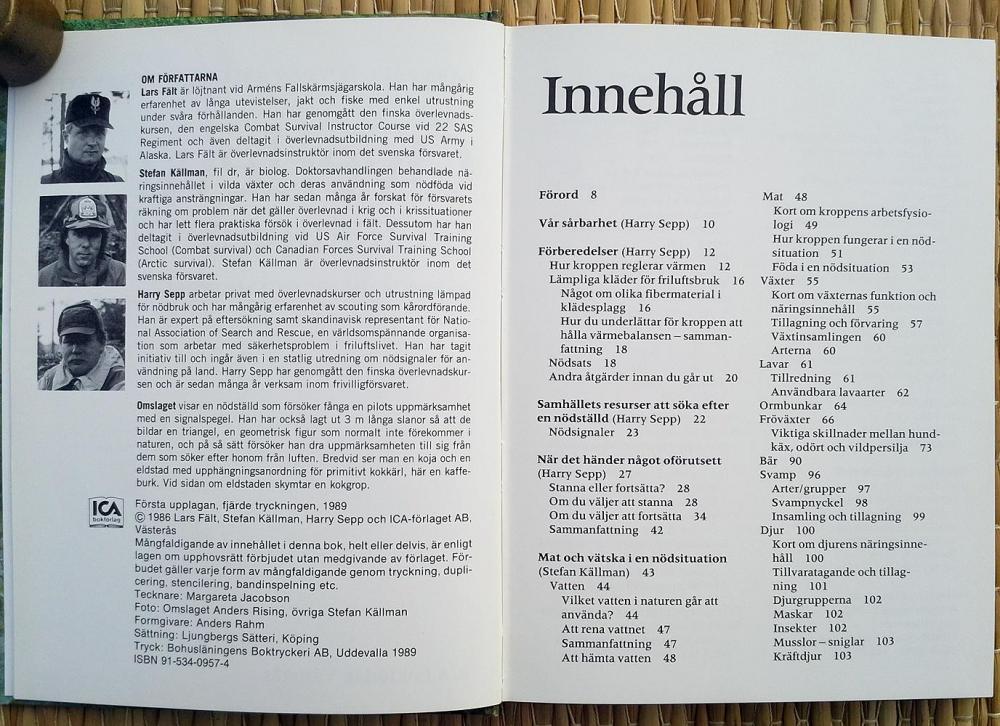 OM FÖRFATTARNA
Lars Fält är löjtnant vid Arméns Fallskärmsjägarskola. Han har mångårig
erfarenhet av långa utevistelser, jakt och fiske med enkel utrustning
under svåra förhållanden. Han har genomgått den finska överlevnads-
kursen, den engelska Combat Survival Instructor Course vid 22 SAS
Regiment och även deltagit i överlevnadsutbildning med US Army i
Alaska. Lars Fält är överlevnadsinstruktör inom det svenska försvaret.
Stefan Källman, fil dr, är biolog. Doktorsavhandlingen behandlade nä-
ringsinnehållet i vilda växter och deras användning som nödföda vid
kraftiga ansträngningar. Han har sedan många år forskat för försvarets
räkning om problem när det gäller överlevnad i krig och i krissituationer
och har lett flera praktiska försök i överlevnad i fält. Dessutom har han
deltagit i överlevnadsutbildning vid US Air Force Survival Training
School (Combat survival) och Canadian Forces Survival Training School
(Arctic survival). Stefan Källman är överlevnadsinstruktör inom det
svenska försvaret.
Harry Sepp arbetar privat med överlevnadskurser och utrustning lämpad
för nödbruk och har mångårig erfarenhet av scouting som kårordförande.
Han är expert på eftersökning samt skandinavisk representant för Natio-
nal Association of Search and Rescue, en världsomspännande organisa-
tion som arbetar med säkerhetsproblem i friluftslivet. Han har tagit
initiativ till och ingår även i en statlig utredning om nödsignaler för an-
vändning på land. Harry Sepp har genomgått den finska överlevnadskur-
sen och är sedan många år verksam inom frivilligförsvaret.
Omslaget visar en nödställd som försöker fånga en pilots uppmärksamhet
med en signalspegel. Han har också lagt ut 3 m långa slanor så att de
bildar en triangel, en geometrisk figur som normalt inte förekommer i
naturen, och på så sätt försöker han dra uppmärksamheten till sig från
dem som söker efter honom från luften. Bredvid ser man en koja och en
eldstad med upphängningsanordning för primitivt kokkärl, här en kaffe-
burk. Vid sidan om eldstaden skymtar en kokgrop.
ICA
bokförlag
Första upplagan, fjärde tryckningen, 1989
© 1986 Lars Fält, Stefan Källman, Harry Sepp och ICA-förlaget AB,
Västerås
Mångfaldigande av innehållet i denna bok, helt eller delvis, är enligt
lagen om upphovsrätt förbjudet utan medgivande av förlaget. För-
budet gäller varje form av mångfaldigande genom tryckning, dupli-
cering, stencilering, bandinspelning etc.
Tecknare: Margareta Jacobson
Foto: Omslaget Anders Rising, övriga Stefan Källman
Formgivare: Anders Rahm
Sättning: Ljungbergs Sätteri, Köping
Tryck: Bohusläningens Boktryckeri AB, Uddevalla 1989
ISBN 91-534-0957-4
Innehåll
Förord 8
Vår sårbarhet (Harry Sepp) 10
Förberedelser (Harry Sepp) 12
Hur kroppen reglerar värmen 12
Lämpliga kläder för friluftsbruk 16
Något om olika fibermaterial i
klädesplagg 16
Hur du underlättar för kroppen att
hålla värmebalansen – samman-
fattning 18
Nödsats 18
Andra åtgärder innan du går ut 20
Samhällets resurser att söka efter
en nödställd (Harry Sepp) 22
Nödsignaler 23
När det händer något oförutsett
(Harry Sepp) 27
Stanna eller fortsätta? 28
Om du väljer att stanna 28
Om du väljer att fortsätta 34
Sammanfattning 42
Mat och vätska i en nödsituation
(Stefan Källman) 43
Vatten 44
Vilket vatten i naturen går att
använda? 44
Att rena vattnet 47
Sammanfattning 47
Att hämta vatten 48
Mat 48
Kort om kroppens arbetsfysio-
logi 49
Hur kroppen fungerar i en nöd-
situation 51
Föda i en nödsituation 53
Växter 55
Kort om växternas funktion och
näringsinnehåll 55
Tillagning och förvaring 57
Växtinsamlingen 60
Arterna 60
Lavar 61
Tillredning 61
Användbara lavaarter 62
Ormbunkar 64
Fröväxter 66
Viktiga skillnader mellan hund-
käx, odört och vildpersilja 73
Bär 90
Svamp 96
Arter/grupper 97
Svampnyckel 98
Insamling och tillagning 99
Djur 100
Kort om djurens näringsinne-
håll 100
Tillvaratagande och tillag-
ning 101
Djurgrupperna 102
Maskar 102
Insekter 102
Musslor – sniglar 103
Kräftdjur 103